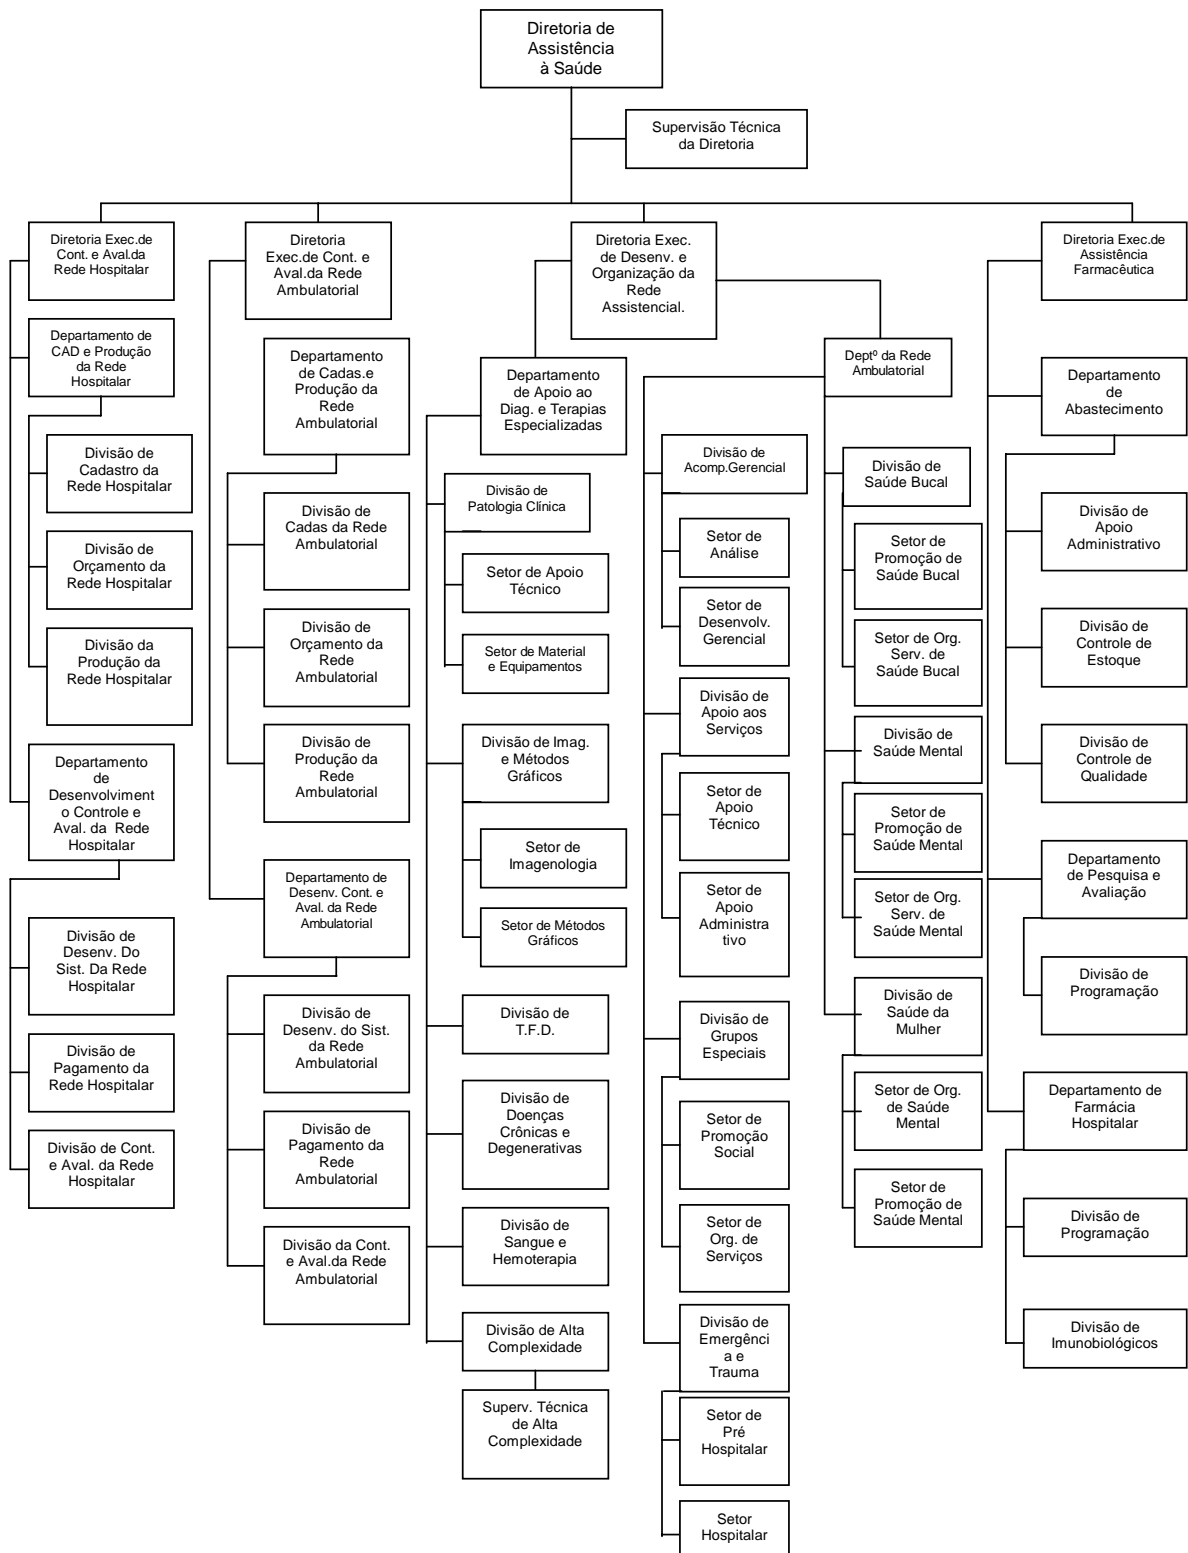 Diretoria de
Assistência
à Saúde
Supervisão Técnica
da Diretoria
Diretoria Exec.de
Cont. e Aval.da
Rede Hospitalar
Departamento de
CAD e Produção
da Rede
Hospitalar
Divisão de
Cadastro da
Rede Hospitalar
Divisão de
Orçamento da
Rede Hospitalar
Divisão da
Produção da
Rede Hospitalar
Departamento
de
Desenvolviment
o Controle e
Aval. da Rede
Hospitalar
Divisão de
Desenv. Do
Sist. Da Rede
Hospitalar
Divisão de
Pagamento da
Rede Hospitalar
Divisão de Cont.
e Aval. da Rede
Hospitalar
Diretoria
Exec.de Cont. e
Aval.da Rede
Ambulatorial
Departamento
de Cadas.e
Produção da
Rede
Ambulatorial
Divisão de
Cadas da Rede
Ambulatorial
Divisão de
Orçamento da
Rede
Ambulatorial
Divisão de
Produção da
Rede
Ambulatorial
Departamento de
Desenv. Cont. e
Aval. da Rede
Ambulatorial
Divisão de
Desenv. do Sist.
da Rede
Ambulatorial
Divisão de
Pagamento da
Rede
Ambulatorial
Divisão da Cont.
e Aval.da Rede
Ambulatorial
Diretoria Exec.
de Desenv. e
Organização da
Rede
Assistencial.
Departamento
de Apoio ao
Diag. e Terapias
Especializadas
Divisão de
Patologia Clínica
Setor de Apoio
Técnico
Setor de Material
e Equipamentos
Divisão de Imag.
e Métodos
Gráficos
Setor de
Imagenologia
Setor de Métodos
Gráficos
Divisão de
T.F.D.
Divisão de
Doenças
Crônicas e
Degenerativas
Divisão de
Sangue e
Hemoterapia
Divisão de Alta
Complexidade
Superv. Técnica
de Alta
Complexidade
Deptº da Rede
Ambulatorial
Divisão de
Acomp.Gerencial
Setor de
Análise
Setor de
Desenvolv.
Gerencial
Divisão de
Apoio aos
Serviços
Setor de
Apoio
Técnico
Setor de
Apoio
Administra
tivo
Divisão de
Grupos
Especiais
Setor de
Promoção
Social
Setor de
Org. de
Serviços
Divisão de
Emergênci
a e
Trauma
Setor de
Pré
Hospitalar
Setor
Hospitalar
Divisão de
Saúde Bucal
Setor de
Promoção de
Saúde Bucal
Setor de Org.
Serv. de
Saúde Bucal
Divisão de
Saúde Mental
Setor de
Promoção de
Saúde Mental
Setor de Org.
Serv. de
Saúde Mental
Divisão de
Saúde da
Mulher
Setor de Org.
de Saúde
Mental
Setor de
Promoção de
Saúde Mental
Diretoria Exec.de
Assistência
Farmacêutica
Departamento
de
Abastecimento
Divisão de
Apoio
Administrativo
Divisão de
Controle de
Estoque
Divisão de
Controle de
Qualidade
Departamento
de Pesquisa e
Avaliação
Divisão de
Programação
Departamento de
Farmácia
Hospitalar
Divisão de
Programação
Divisão de
Imunobiológicos